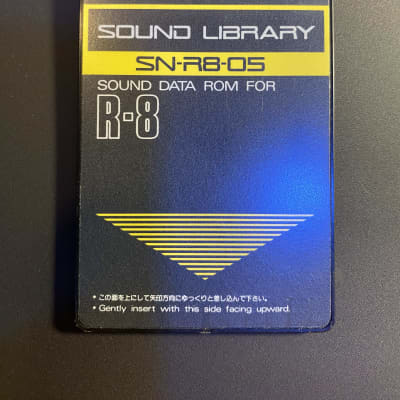 SOUND LIBRARY
SN-R8-05
SOUND DATA ROM FOR
R-8
* この面を上にして矢印方向にゆっくりと差し込んで下さい。
* Gently insert with this side facing upward.